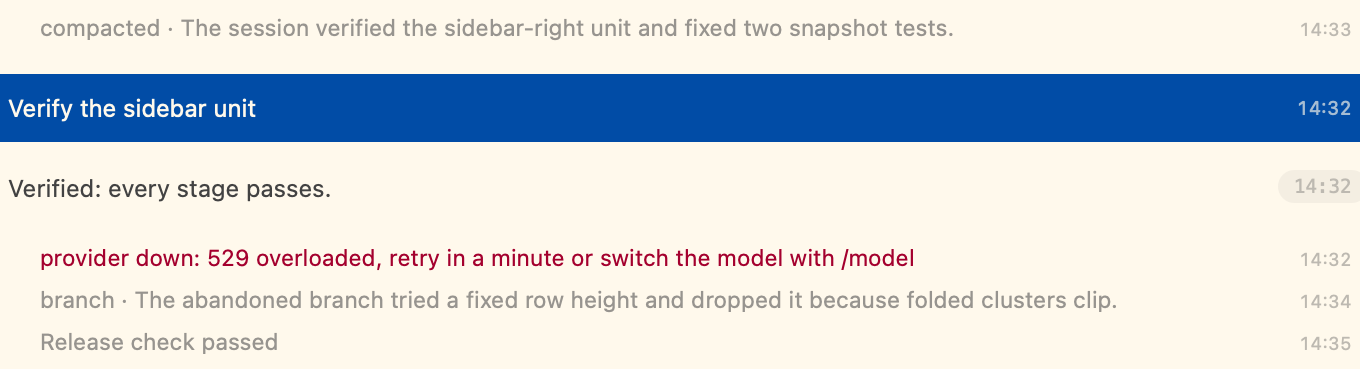 compacted · The session verified the sidebar-right unit and fixed two snapshot tests. 14:33
Verify the sidebar unit 14:32
Verified: every stage passes. 14:32
provider down: 529 overloaded, retry in a minute or switch the model with /model 14:32
branch · The abandoned branch tried a fixed row height and dropped it because folded clusters clip. 14:34
Release check passed 14:35